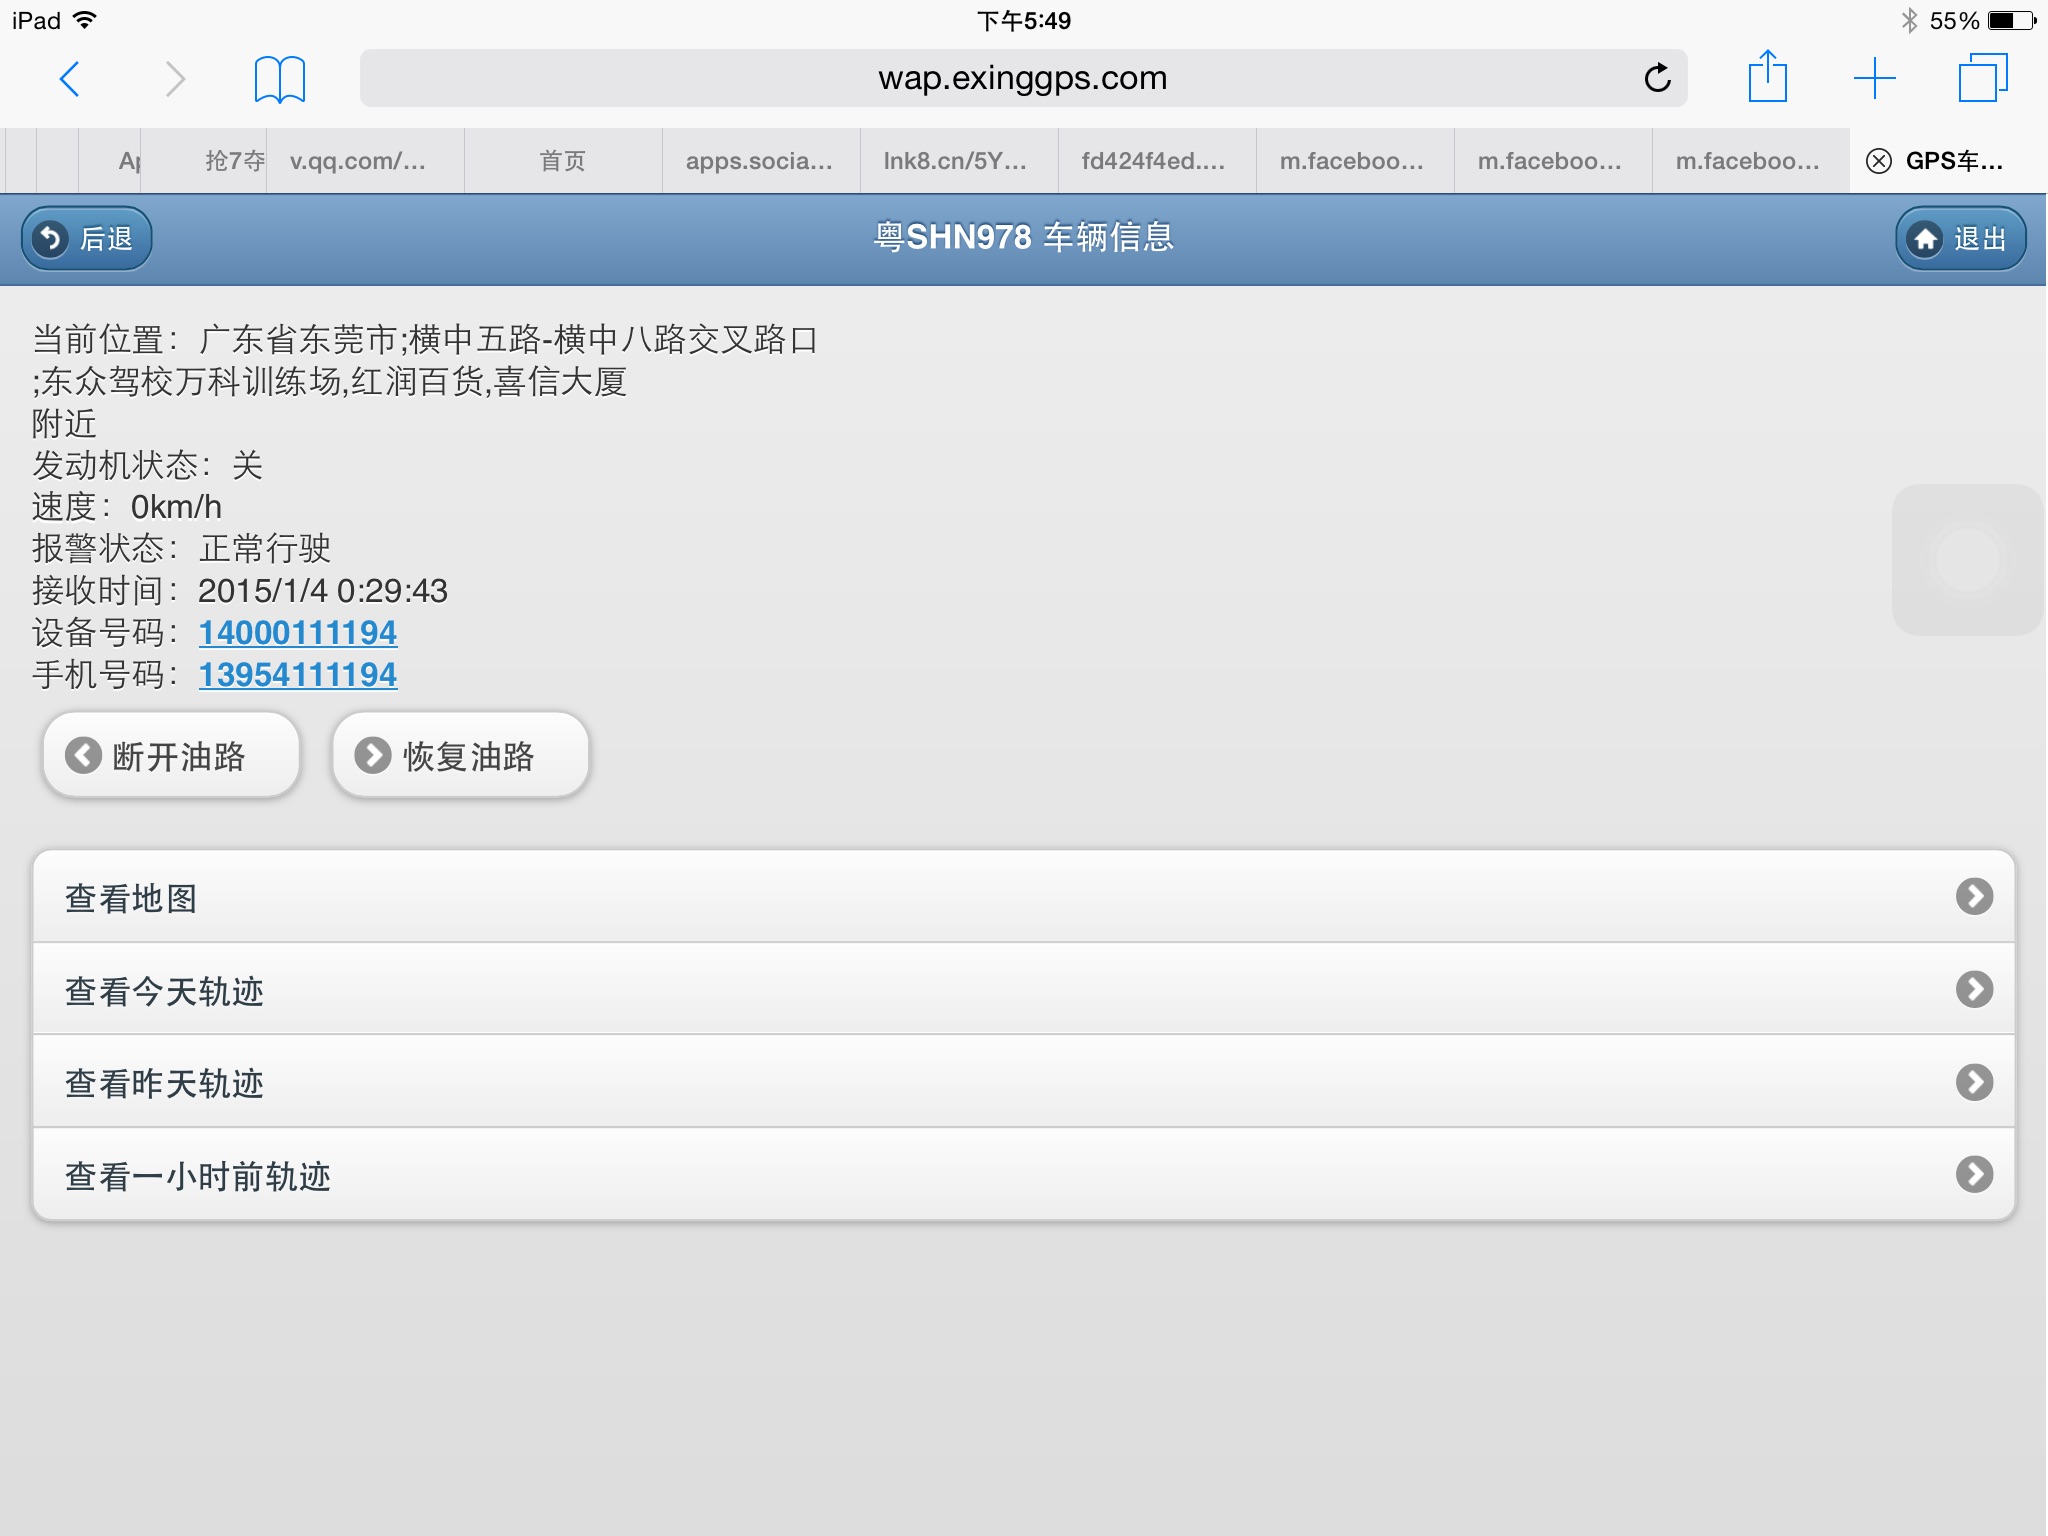 iPad
下午5:49
55%
wap.exinggps.com
抢7夺
v.qq.com/...
首页
apps.socia...
lnk8.cn/5Y...
fd424f4ed....
m.faceboo...
m.faceboo...
m.faceboo...
GPS车...
后退
粤SHN978 车辆信息
退出
当前位置：广东省东莞市;横中五路-横中八路交叉路口
;东众驾校万科训练场,红润百货,喜信大厦
附近
发动机状态：关
速度：0km/h
报警状态：正常行驶
接收时间：2015/1/4 0:29:43
设备号码：14000111194
手机号码：13954111194
断开油路
恢复油路
查看地图
查看今天轨迹
查看昨天轨迹
查看一小时前轨迹